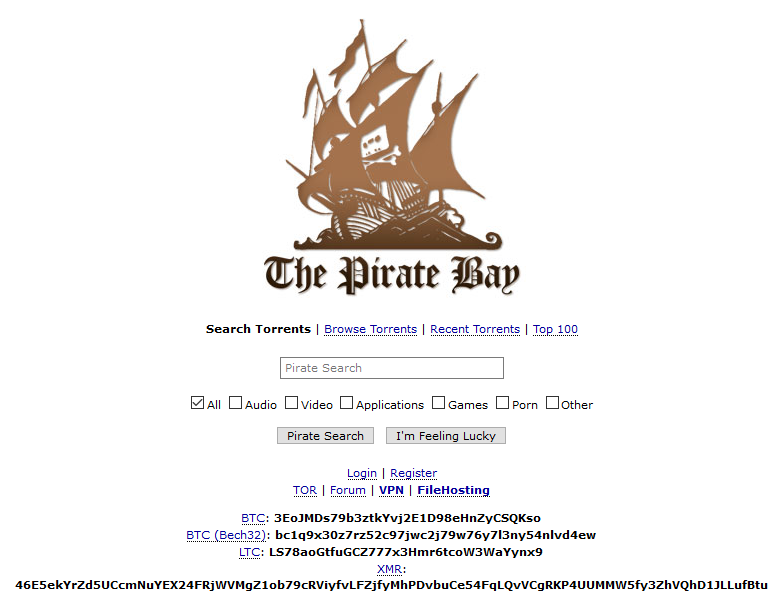 The Pirate Bay
Search Torrents | Browse Torrents | Recent Torrents | Top 100
Pirate Search
All Audio Video Applications Games Porn Other
Pirate Search I'm Feeling Lucky
Login | Register
TOR | Forum | VPN | FileHosting
BTC: 3EoJMDs79b3ztkYvj2E1D98eHnZyCSQKso
BTC (Bech32): bc1q9x30z7rz52c97jwc2j79w76y7l3ny54nlvd4ew
LTC: LS78aoGtfuGCZ777x3Hmr6tcoW3WaYynx9
XMR:
46E5ekYrZd5UCcmNuYEX24FRjWVMgZ1ob79cRViyfvLFZjfyMhPDvbuCe54FqLQvVCgRKP4UUMMW5fy3ZhVQhD1JLLufBtu